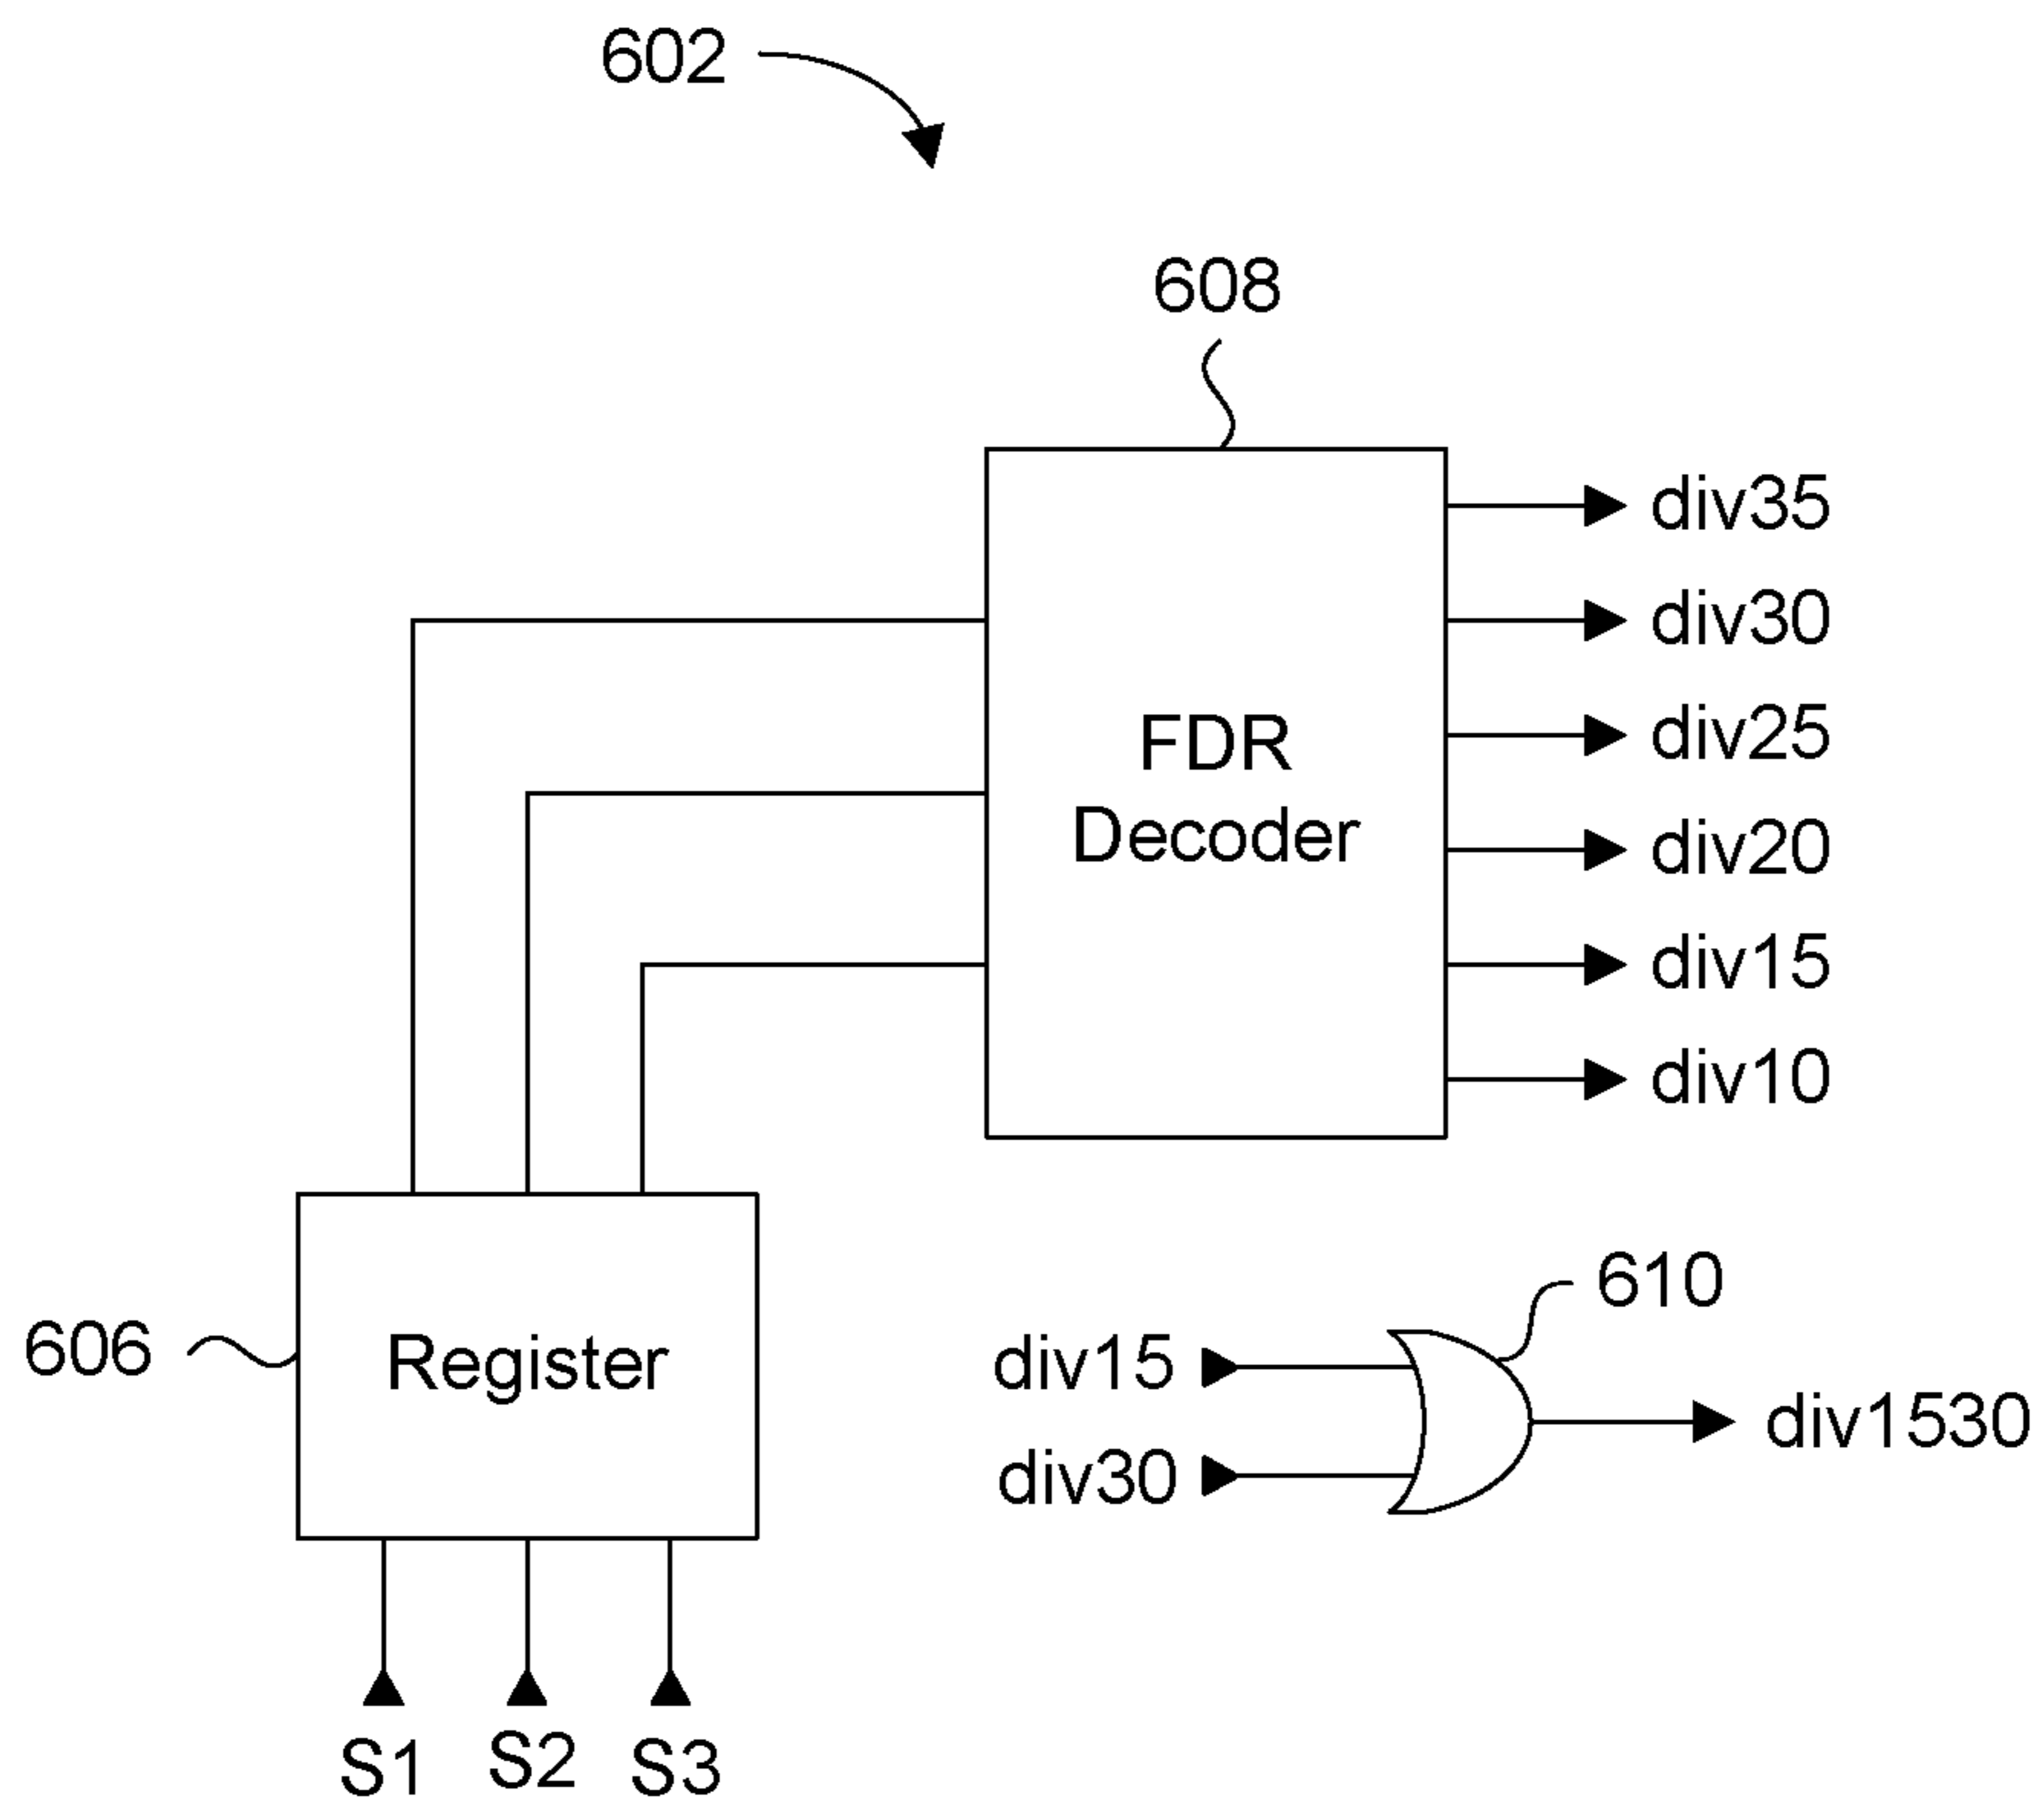 602
608
div35
div30
div25
FDR
Decoder
div20
div15
div10
606
Register
610
div15
div30
div1530
S1 S2 S3